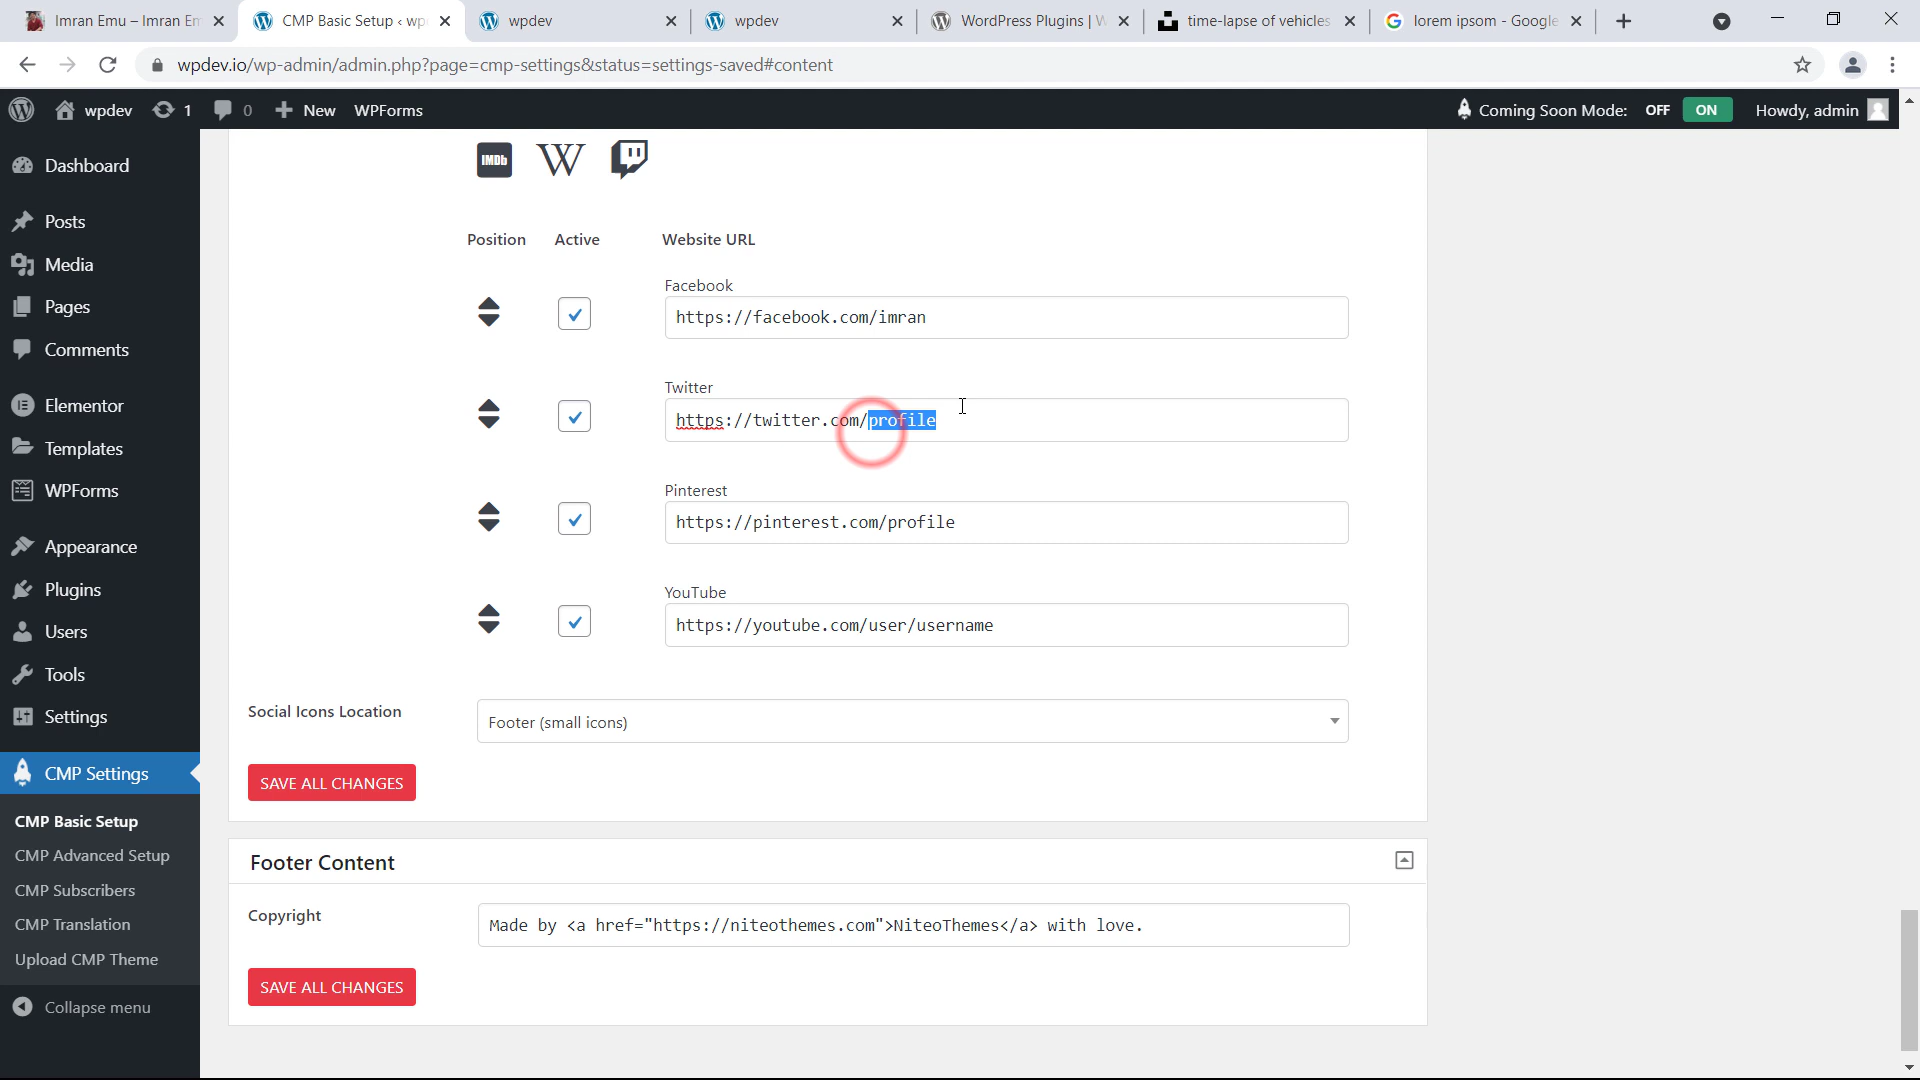 Imran Emu – Imran Em
CMP Basic Setup ‹ wp
wpdev
wpdev
WordPress Plugins | W
time-lapse of vehicles
lorem ipsom - Google
wpdev.io/wp-admin/admin.php?page=cmp-settings&status=settings-saved#content
wpdev
1
0
New
WPForms
Coming Soon Mode:
OFF
ON
Howdy, admin
Dashboard
Posts
Media
Pages
Comments
Elementor
Templates
WPForms
Appearance
Plugins
Users
Tools
Settings
CMP Settings
CMP Basic Setup
CMP Advanced Setup
CMP Subscribers
CMP Translation
Upload CMP Theme
Collapse menu
IMDb
W
Position
Active
Website URL
Facebook
https://facebook.com/imran
Twitter
https://twitter.com/profile
Pinterest
https://pinterest.com/profile
YouTube
https://youtube.com/user/username
Social Icons Location
Footer (small icons)
SAVE ALL CHANGES
Footer Content
Copyright
Made by <a href="https://niteothemes.com">NiteoThemes</a> with love.
SAVE ALL CHANGES